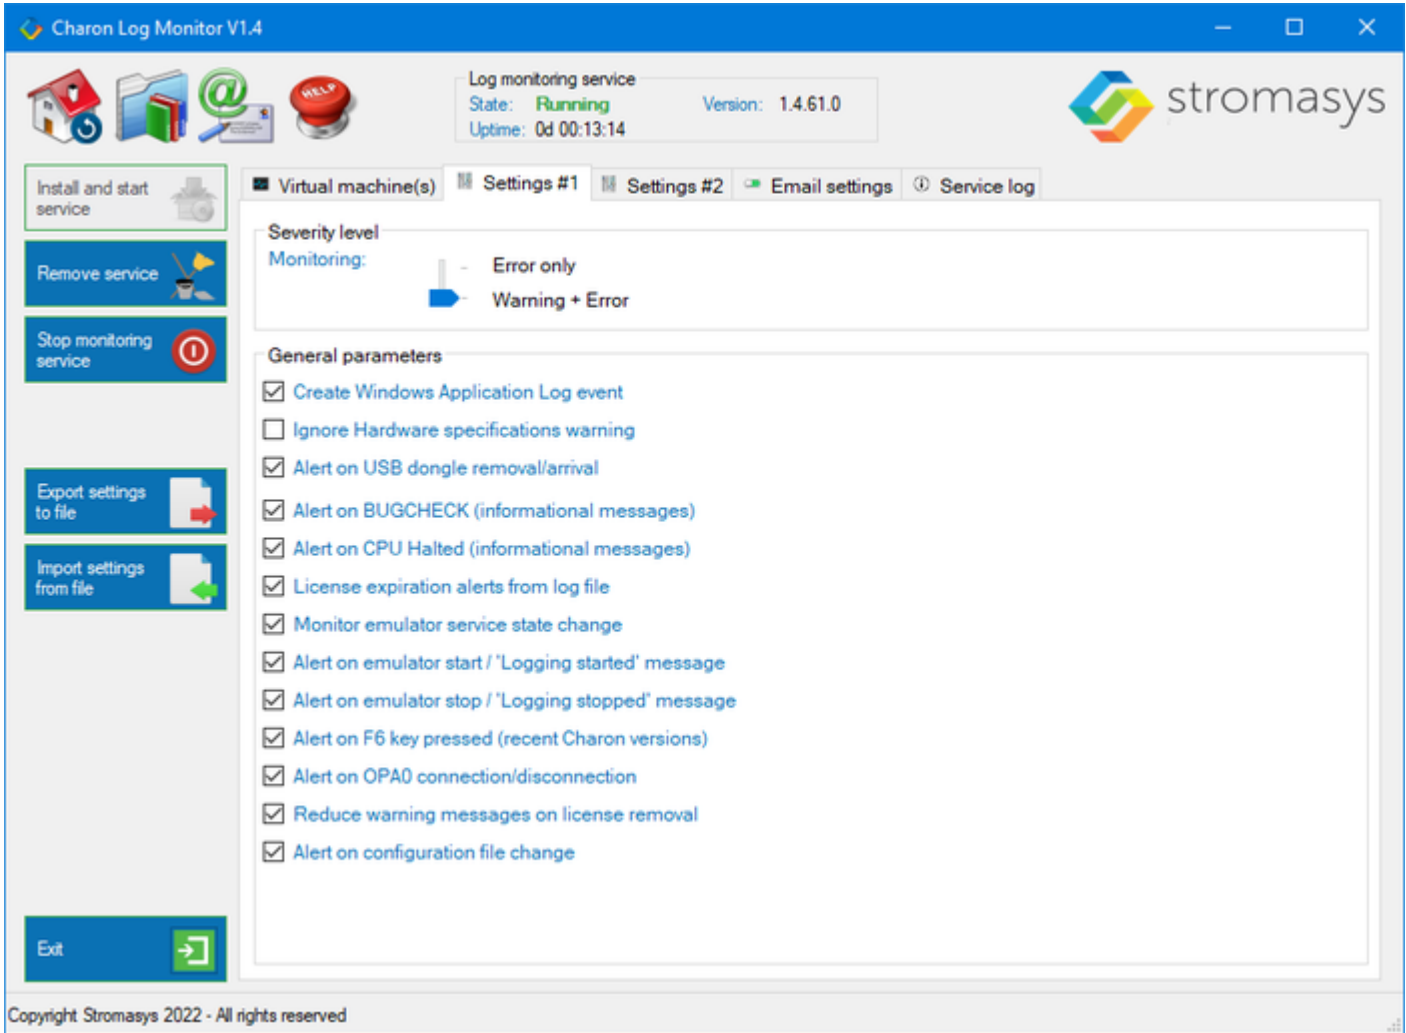 Charon Log Monitor V1.4
HELP
Log monitoring service
State: Running Version: 1.4.61.0
Uptime: 0d 00:13:14
stromasys
Install and start
service
Remove service
Stop monitoring
service
Export settings
to file
Import settings
from file
Exit
Virtual machine(s) Settings #1 Settings #2 Email settings Service log
Severity level
Monitoring:
Error only
Warning + Error
General parameters
Create Windows Application Log event
Ignore Hardware specifications warning
Alert on USB dongle removal/arrival
Alert on BUGCHECK (informational messages)
Alert on CPU Halted (informational messages)
License expiration alerts from log file
Monitor emulator service state change
Alert on emulator start / 'Logging started' message
Alert on emulator stop / 'Logging stopped' message
Alert on F6 key pressed (recent Charon versions)
Alert on OPA0 connection/disconnection
Reduce warning messages on license removal
Alert on configuration file change
Copyright Stromasys 2022 - All rights reserved